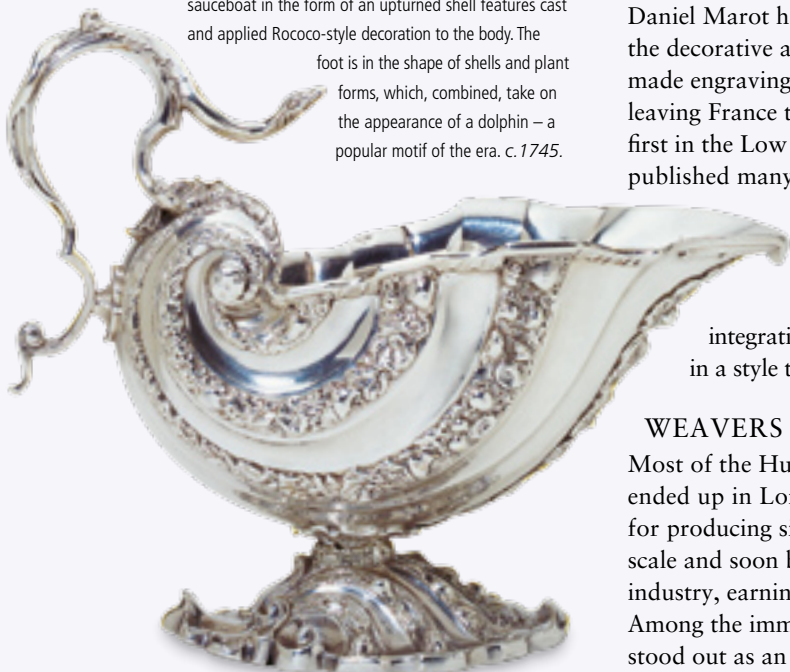 sauceboat in the form of an upturned shell features cast
and applied Rococo-style decoration to the body. The
foot is in the shape of shells and plant
forms, which, combined, take on
the appearance of a dolphin – a
popular motif of the era. c.1745.
Daniel Marot h
the decorative a
made engraving
leaving France t
first in the Low
published many
integrati
in a style t
WEAVERS
Most of the Hu
ended up in Lo
for producing s
scale and soon b
industry, earnin
Among the imm
stood out as an